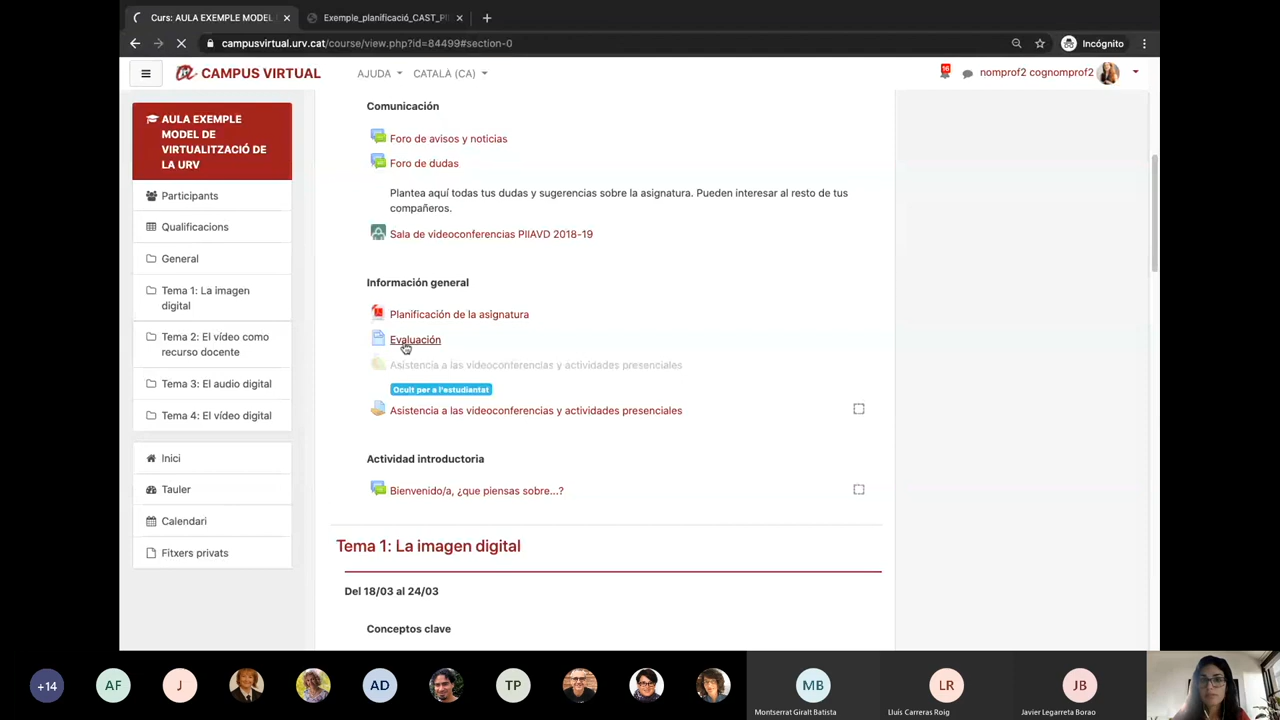 Curs: AULA EXEMPLE MODEL
Exemple_planificació_CAST_P
campusvirtual.urv.cat/course/view.php?id=84499#section-0
Incógnito
CAMPUS VIRTUAL
AJUDA
CATALÀ (CA)
16
nomprof2 cognomprof2
AULA EXEMPLE
MODEL DE
VIRTUALITZACIÓ DE
LA URV
Participants
Qualificacions
General
Tema 1: La imagen
digital
Tema 2: El vídeo como
recurso docente
Tema 3: El audio digital
Tema 4: El vídeo digital
Inici
Tauler
Calendari
Fitxers privats
Comunicación
Foro de avisos y noticias
Foro de dudas
Plantea aquí todas tus dudas y sugerencias sobre la asignatura. Pueden interesar al resto de tus
compañeros.
Sala de videoconferencias PIIAVD 2018-19
Información general
Planificación de la asignatura
Evaluación
Asistencia a las videoconferencias y actividades presenciales
Ocult per a l'estudiantat
Asistencia a las videoconferencias y actividades presenciales
Actividad introductoria
Bienvenido/a, ¿que piensas sobre...?
Tema 1: La imagen digital
Del 18/03 al 24/03
Conceptos clave
+14
AF
J
AD
TP
MB
LR
JB
Montserrat Giralt Batista
Lluís Carreras Roig
Javier Legarreta Borao